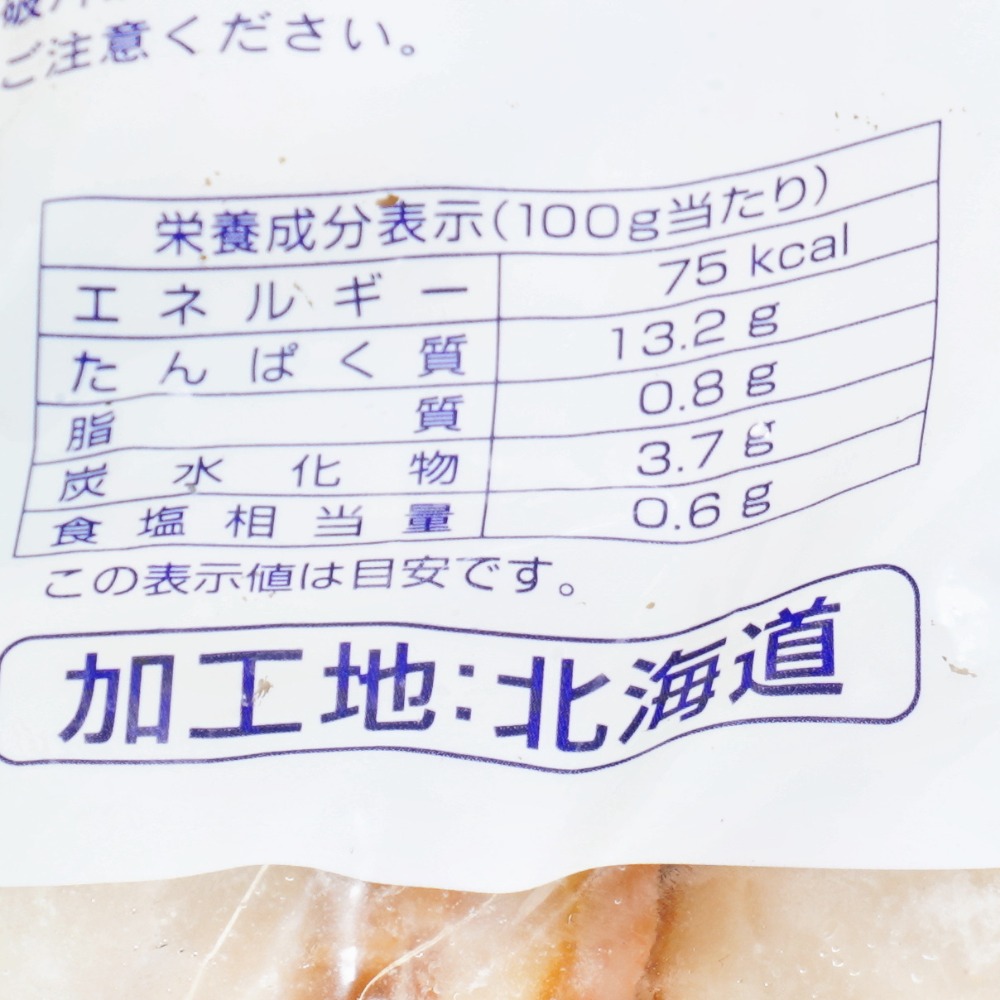 ご注意ください。
栄養成分表示(100g当たり)
エネルギー 75 kcal
たんぱく質 13.2 g
脂質 0.8 g
炭水化物 3.7 g
食塩相当量 0.6 g
この表示値は目安です。
加工地:北海道